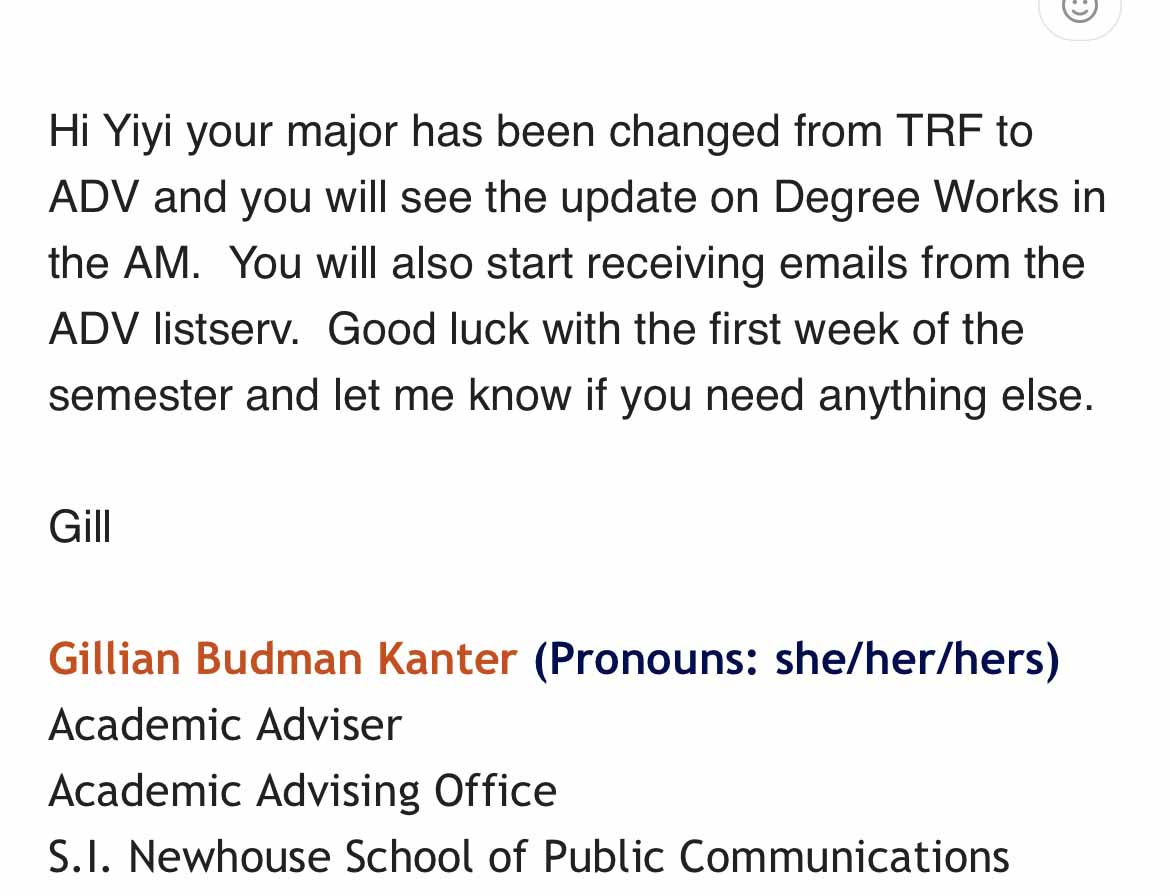 Hi Yiyi your major has been changed from TRF to
ADV and you will see the update on Degree Works in
the AM.  You will also start receiving emails from the
ADV listserv.  Good luck with the first week of the
semester and let me know if you need anything else.
Gill
Gillian Budman Kanter (Pronouns: she/her/hers)
Academic Adviser
Academic Advising Office
S.I. Newhouse School of Public Communications